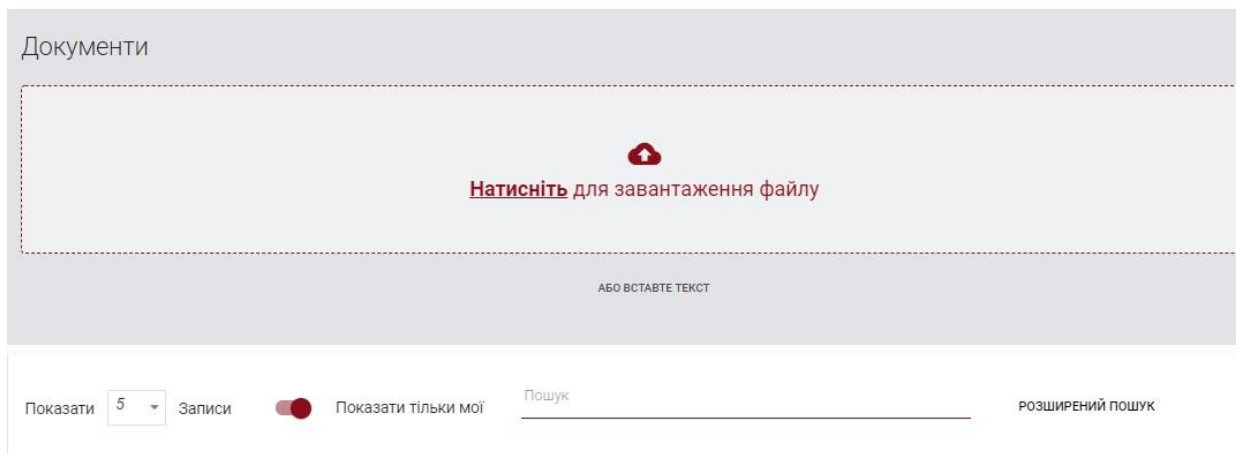 Документи
Натисніть для завантаження файлу
АБО ВСТАВТЕ ТЕКСТ
Показати 5 Записи Показати тільки мої Пошук РОЗШИРЕНИЙ ПОШУК